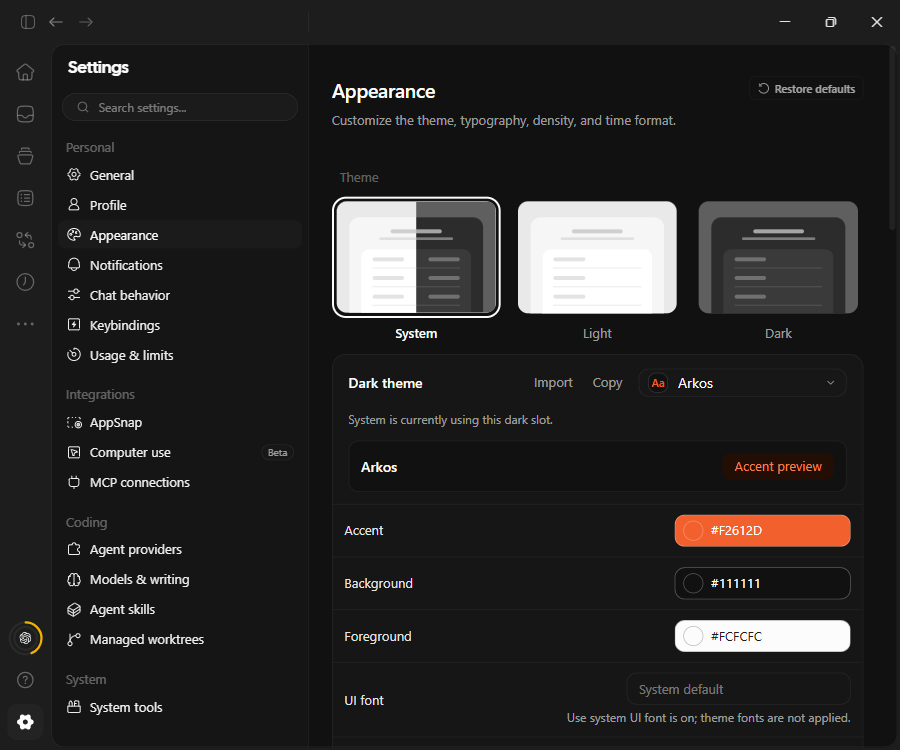 Settings
Search settings...
Personal
General
Profile
Appearance
Notifications
Chat behavior
Keybindings
Usage & limits
Integrations
AppSnap
Computer use
Beta
MCP connections
Coding
Agent providers
Models & writing
Agent skills
Managed worktrees
System
System tools
Appearance
Restore defaults
Customize the theme, typography, density, and time format.
Theme
System
Light
Dark
Dark theme
Import
Copy
Aa
Arkos
System is currently using this dark slot.
Arkos
Accent preview
Accent
#F2612D
Background
#111111
Foreground
#FCFCFC
UI font
System default
Use system UI font is on; theme fonts are not applied.